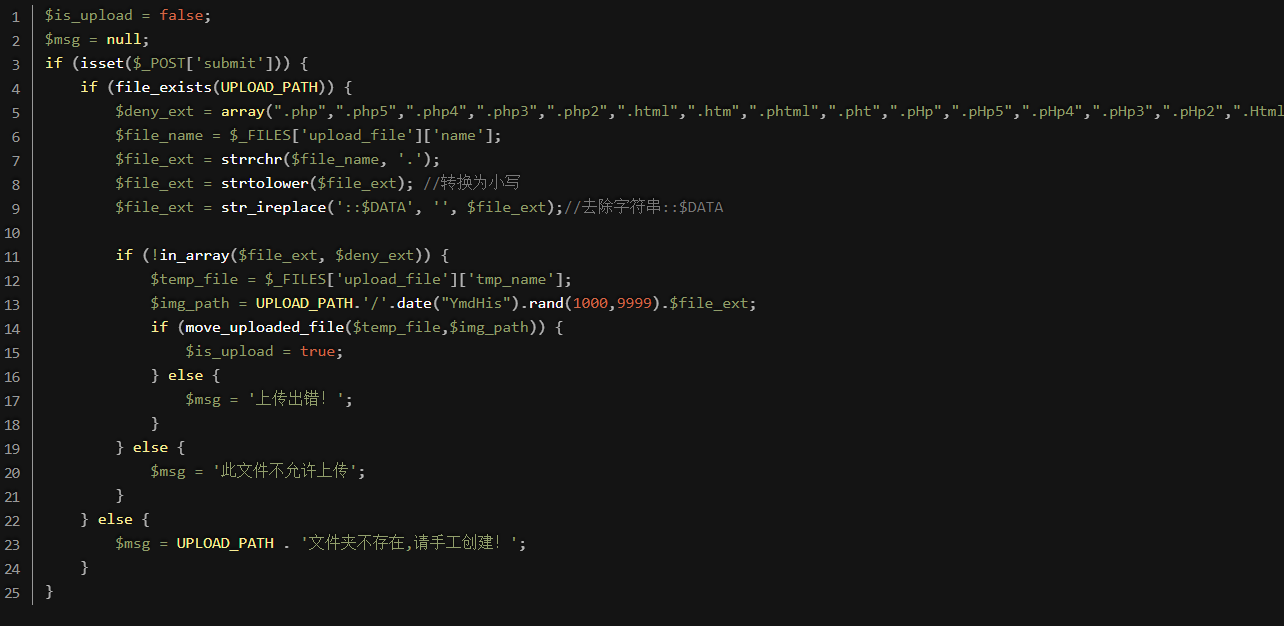 1 $is_upload = false;
2 $msg = null;
3 if (isset($_POST['submit'])) {
4     if (file_exists(UPLOAD_PATH)) {
5         $deny_ext = array(".php",".php5",".php4",".php3",".php2",".html",".htm",".phtml",".pht",".pHp",".pHp5",".pHp4",".pHp3",".pHp2",".Html
6         $file_name = $_FILES['upload_file']['name'];
7         $file_ext = strrchr($file_name, '.');
8         $file_ext = strtolower($file_ext); //转换为小写
9         $file_ext = str_ireplace('::$DATA', '', $file_ext);//去除字符串::$DATA
10
11         if (!in_array($file_ext, $deny_ext)) {
12             $temp_file = $_FILES['upload_file']['tmp_name'];
13             $img_path = UPLOAD_PATH.'/'.date("YmdHis").rand(1000,9999).$file_ext;
14             if (move_uploaded_file($temp_file,$img_path)) {
15                 $is_upload = true;
16             } else {
17                 $msg = '上传出错！';
18             }
19         } else {
20             $msg = '此文件不允许上传';
21         }
22     } else {
23         $msg = UPLOAD_PATH . '文件夹不存在,请手工创建！';
24     }
25 }